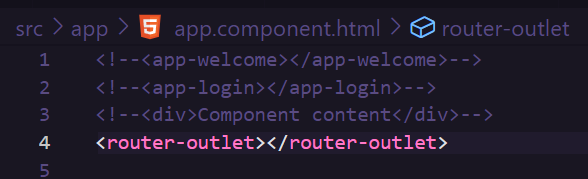 src > app > 5 app.component.html > router-outlet
1 <!--<app-welcome></app-welcome>-->
2 <!--<app-login></app-login>-->
3 <!--<div>Component content</div>-->
4 <router-outlet></router-outlet>
5